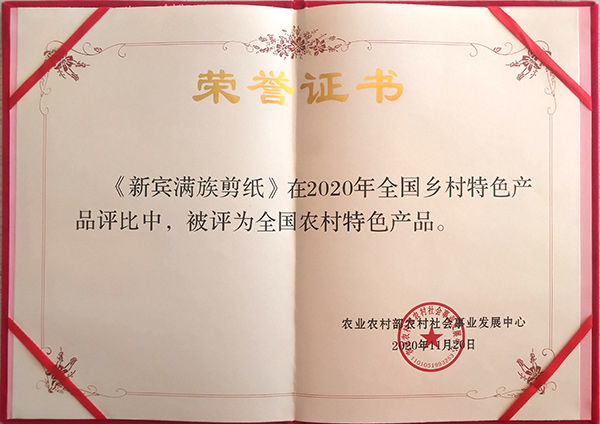 荣誉证书
《新宾满族剪纸》在2020年全国乡村特色产
品评比中，被评为全国农村特色产品。
农业农村部农村社会事业发展中心
2020年11月20日